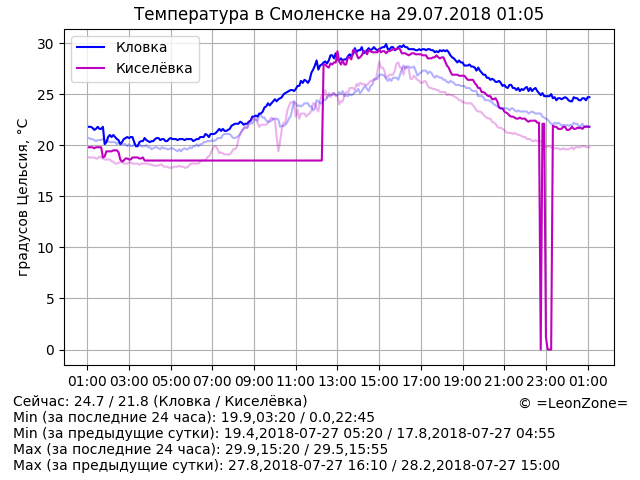 Температура в Смоленске на 29.07.2018 01:05
Кловка
Киселёвка
градусов Цельсия, °C
30
25
20
15
10
5
0
01:00 03:00 05:00 07:00 09:00 11:00 13:00 15:00 17:00 19:00 21:00 23:00 01:00
Сейчас: 24.7 / 21.8 (Кловка / Киселёвка)
© =LeonZone=
Min (за последние 24 часа): 19.9,03:20 / 0.0,22:45
Min (за предыдущие сутки): 19.4,2018-07-27 05:20 / 17.8,2018-07-27 04:55
Max (за последние 24 часа): 29.9,15:20 / 29.5,15:55
Max (за предыдущие сутки): 27.8,2018-07-27 16:10 / 28.2,2018-07-27 15:00